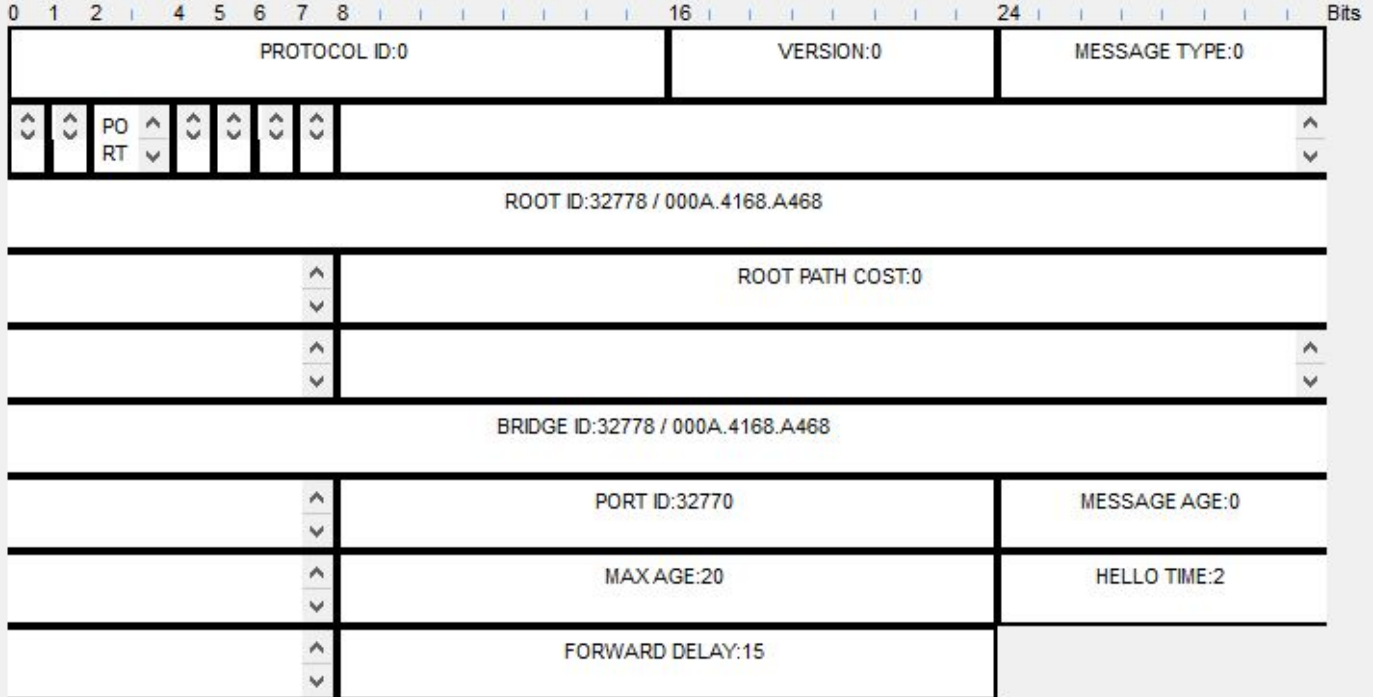 0 1 2 4 5 6 7 8 16 24 Bits
PROTOCOL ID:0 VERSION:0 MESSAGE TYPE:0
PO
RT
ROOT ID:32778 / 000A.4168.A468
ROOT PATH COST:0
BRIDGE ID:32778 / 000A.4168.A468
PORT ID:32770 MESSAGE AGE:0
MAX AGE:20 HELLO TIME:2
FORWARD DELAY:15